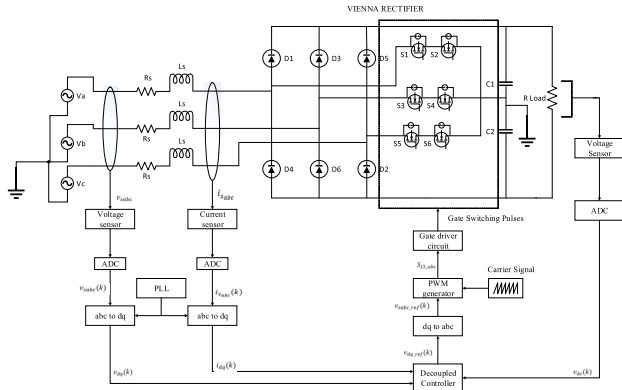 VIENNA RECTIFIER
Va
Vb
Vc
Rs
Rs
Rs
Ls
Ls
Ls
D1
D3
D5
D4
D6
D2
S1
S2
S3
S4
S5
S6
C1
C2
R Load
v_sabc
i_sabc
Voltage sensor
Current sensor
ADC
ADC
v_sabc(k)
i_sabc(k)
PLL
abc to dq
abc to dq
v_dq(k)
i_dq(k)
Gate Switching Pulses
Gate driver circuit
S_12,abc
PWM generator
Carrier Signal
v_sabc_ref(k)
dq to abc
v_dq_ref(k)
Decoupled Controller
Voltage Sensor
ADC
v_dc(k)